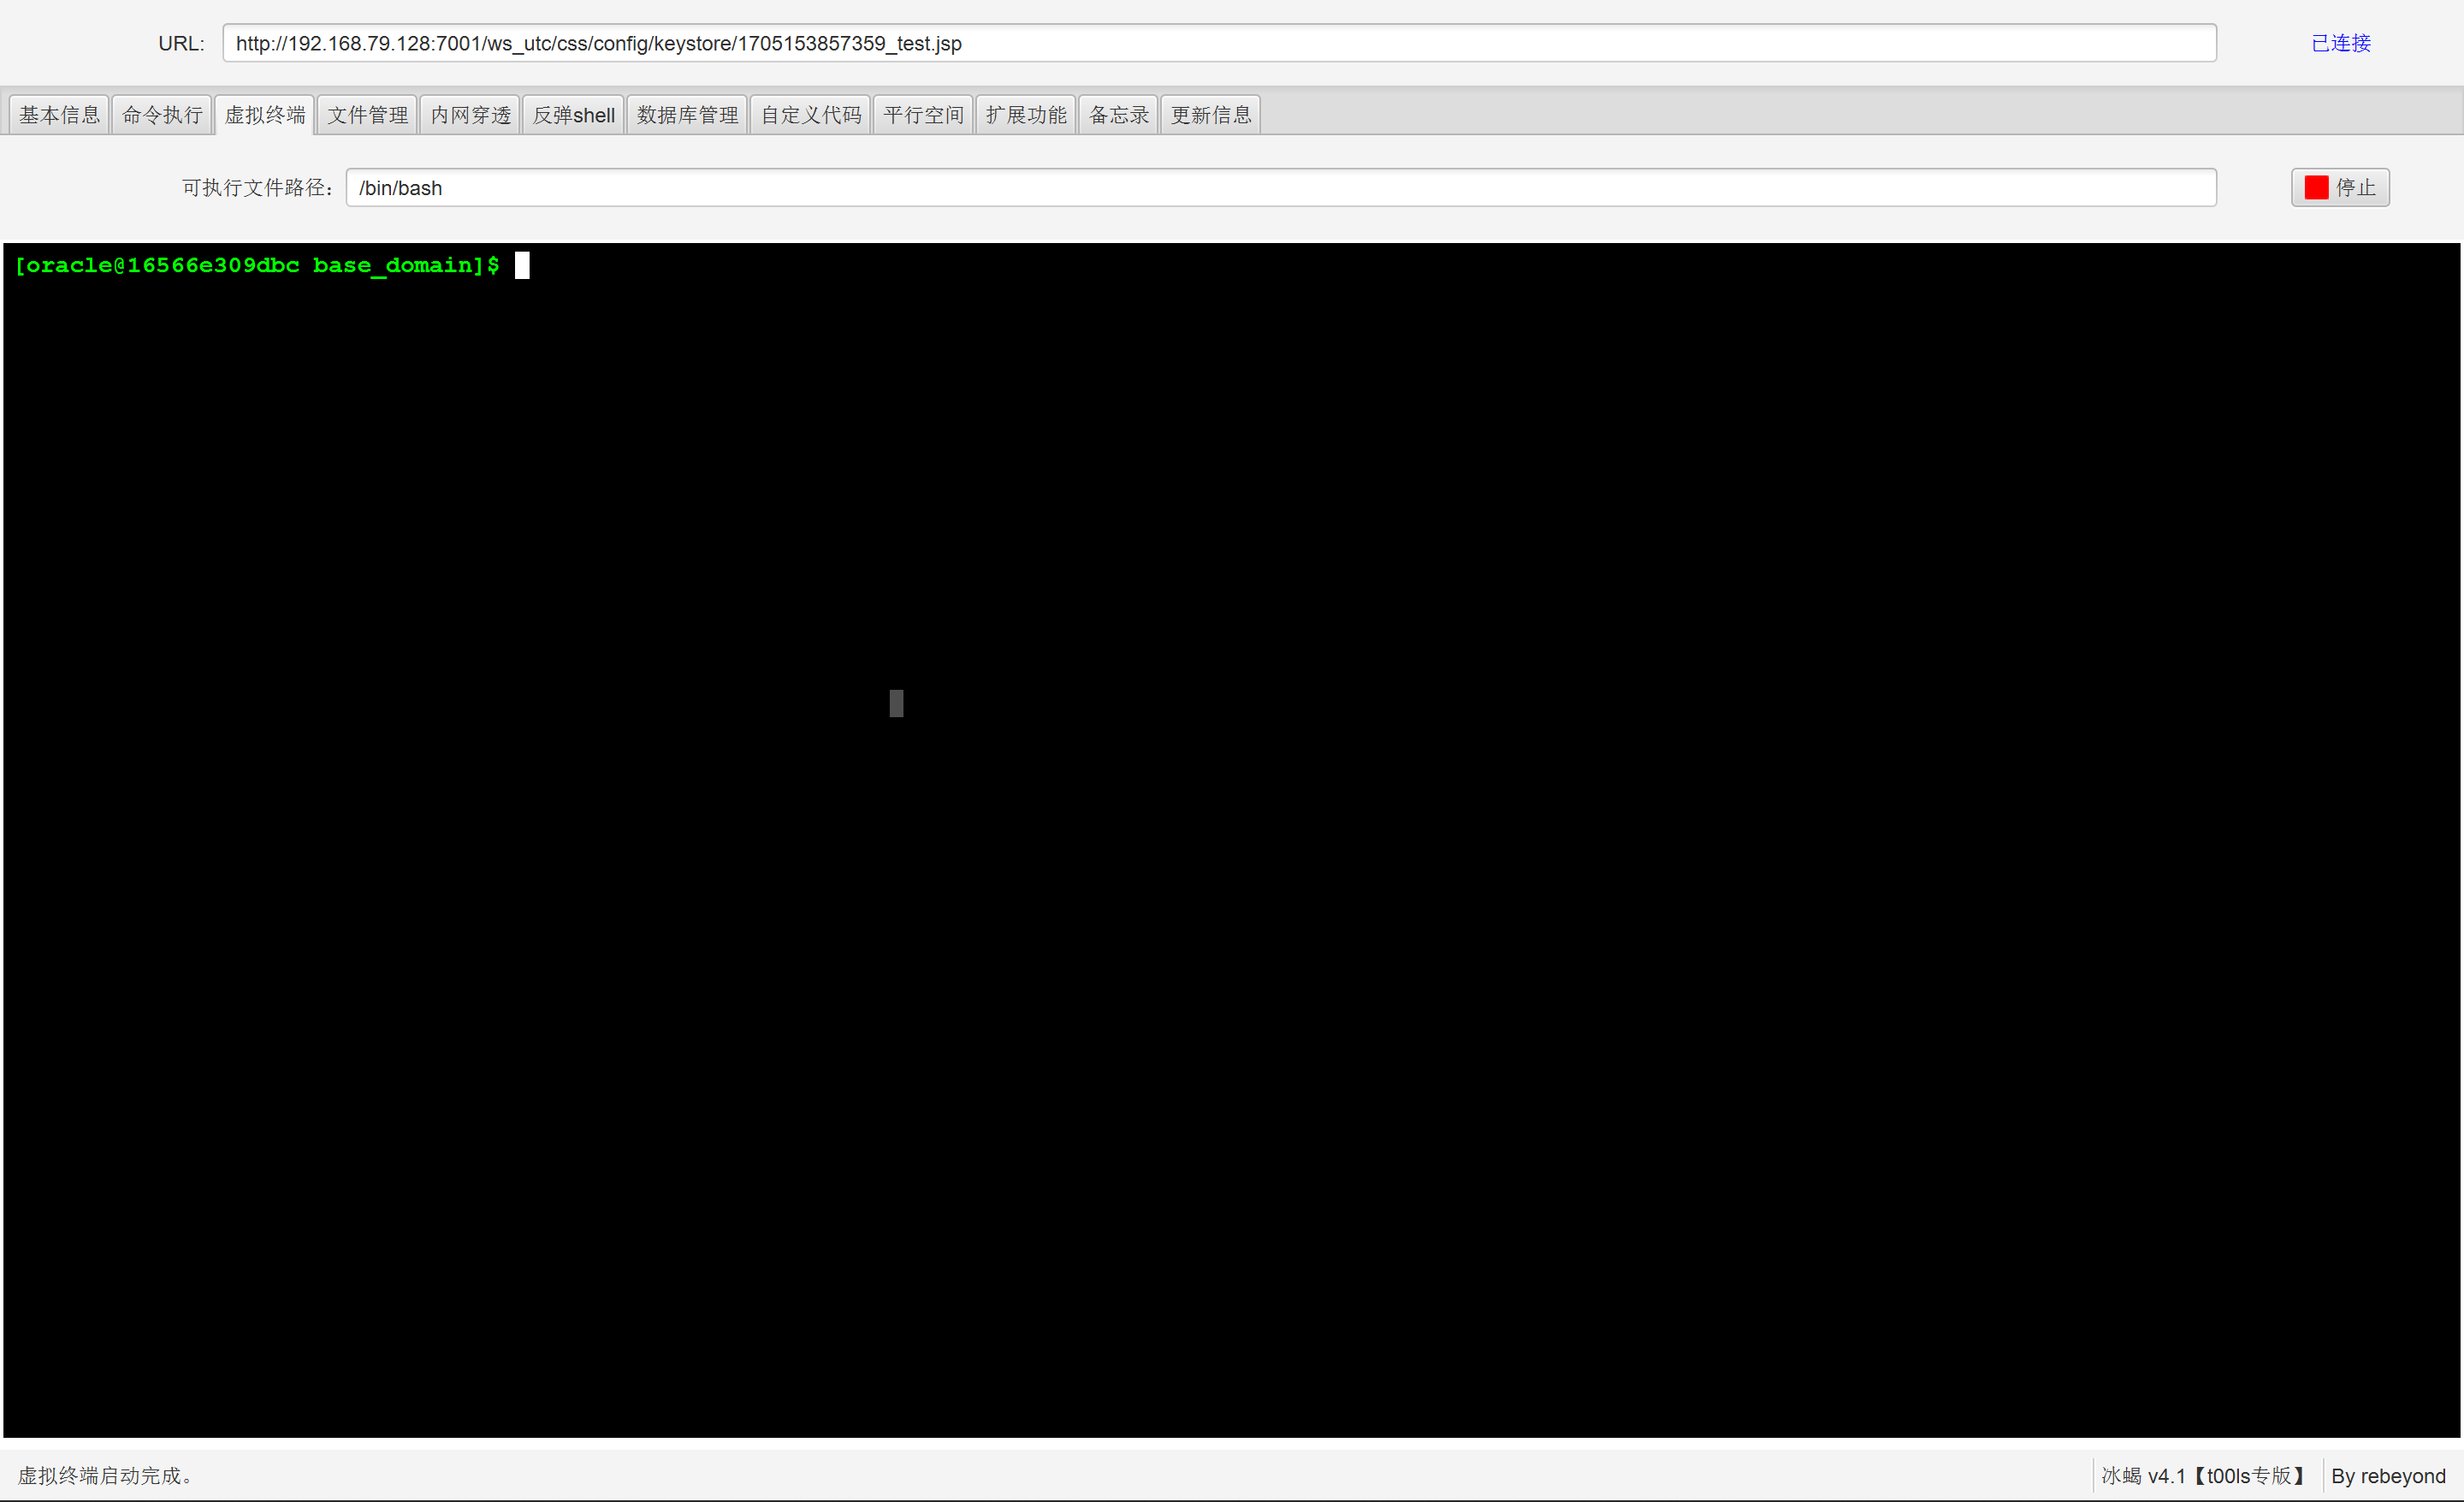 URL: http://192.168.79.128:7001/ws_utc/css/config/keystore/1705153857359_test.jsp 已连接
基本信息 命令执行 虚拟终端 文件管理 内网穿透 反弹shell 数据库管理 自定义代码 平行空间 扩展功能 备忘录 更新信息
可执行文件路径: /bin/bash 停止
[oracle@16566e309dbc base_domain]$
虚拟终端启动完成。 冰蝎 v4.1【t00ls专版】 By rebeyond